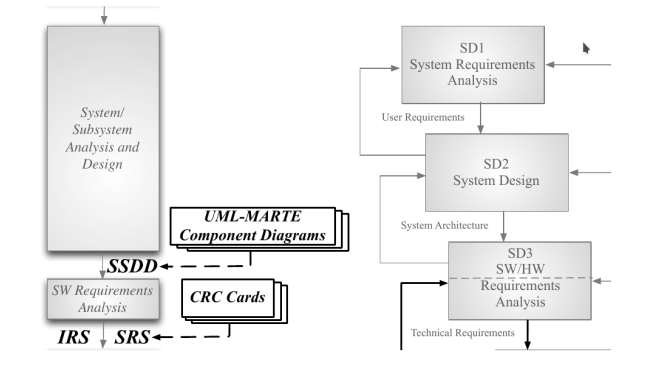 System/
Subsystem
Analysis and
Design
UML-MARTE
Component Diagrams
SSDD
SW Requirements
Analysis
CRC Cards
IRS SRS
SD1
System Requirements
Analysis
User Requirements
SD2
System Design
System Architecture
SD3
SW/HW
Requirements
Analysis
Technical Requirements